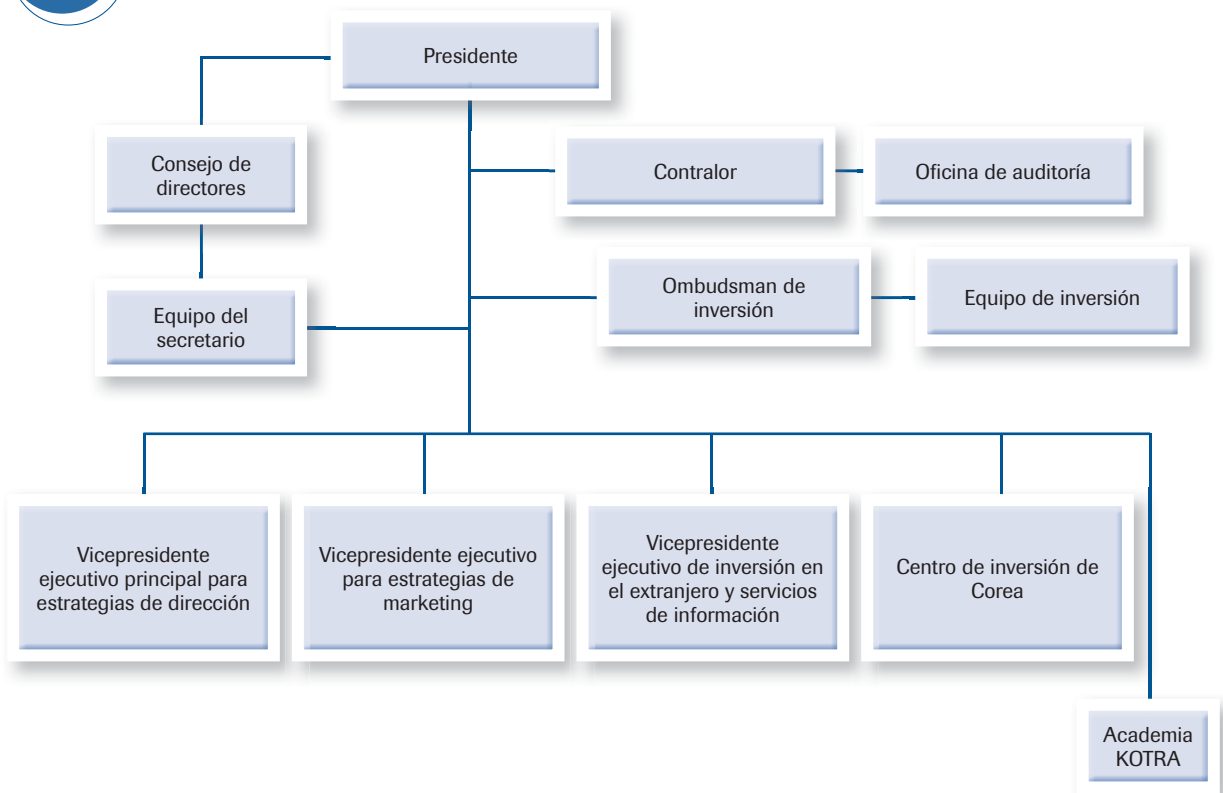 Presidente
Consejo de
directores
Contralor
Oficina de auditoría
Equipo del
secretario
Ombudsman de
inversión
Equipo de inversión
Vicepresidente
ejecutivo principal para
estrategias de dirección
Vicepresidente ejecutivo
para estrategias de
marketing
Vicepresidente
ejecutivo de inversión en
el extranjero y servicios
de información
Centro de inversión de
Corea
Academia
KOTRA